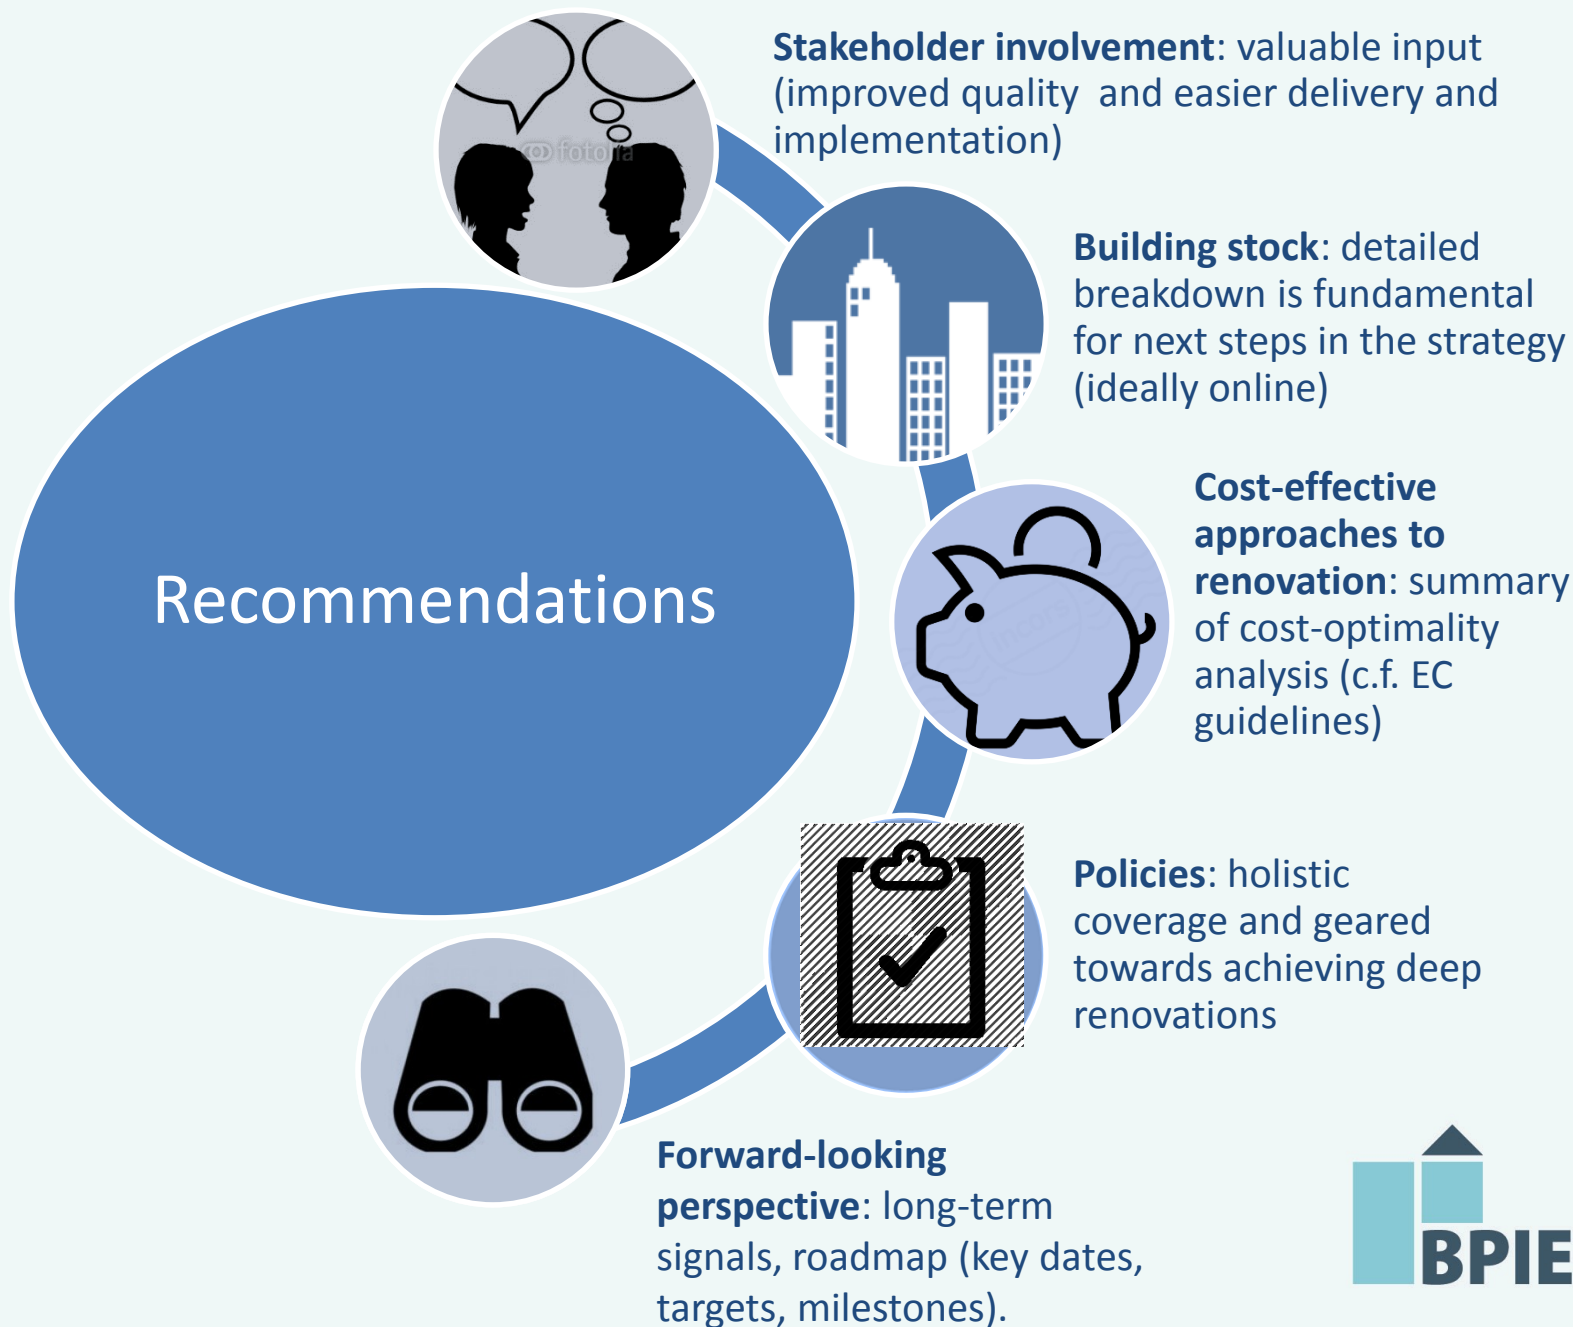 Stakeholder involvement: valuable input
(improved quality  and easier delivery and
implementation)
fotolia
Building stock: detailed
breakdown is fundamental
for next steps in the strategy
(ideally online)
Cost-effective
approaches to
renovation: summary
of cost-optimality
analysis (c.f. EC
guidelines)
incors
Recommendations
Policies: holistic
coverage and geared
towards achieving deep
renovations
Forward-looking
perspective: long-term
signals, roadmap (key dates,
targets, milestones).
BPIE